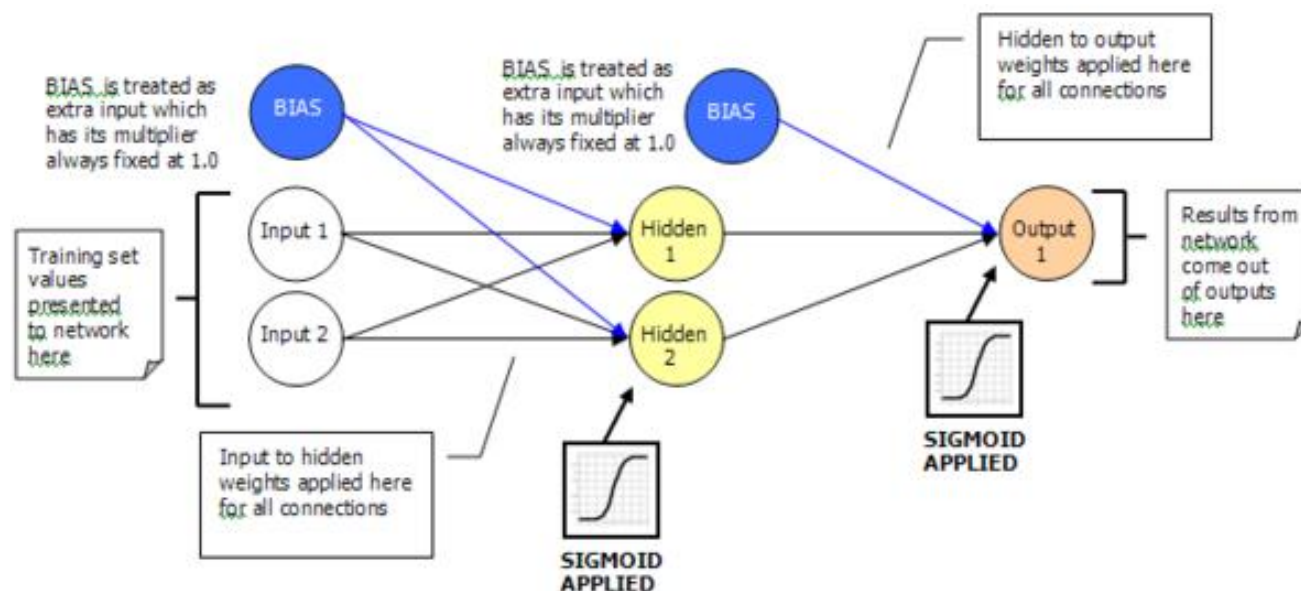 BIAS is treated as
extra input which
has its multiplier
always fixed at 1.0
BIAS
BIAS is treated as
extra input which
has its multiplier
always fixed at 1.0
BIAS
Hidden to output
weights applied here
for all connections
Training set
values
presented
to network
here
Input 1
Input 2
Hidden
1
Hidden
2
Output
1
Results from
network
come out
of outputs
here
Input to hidden
weights applied here
for all connections
SIGMOID
APPLIED
SIGMOID
APPLIED